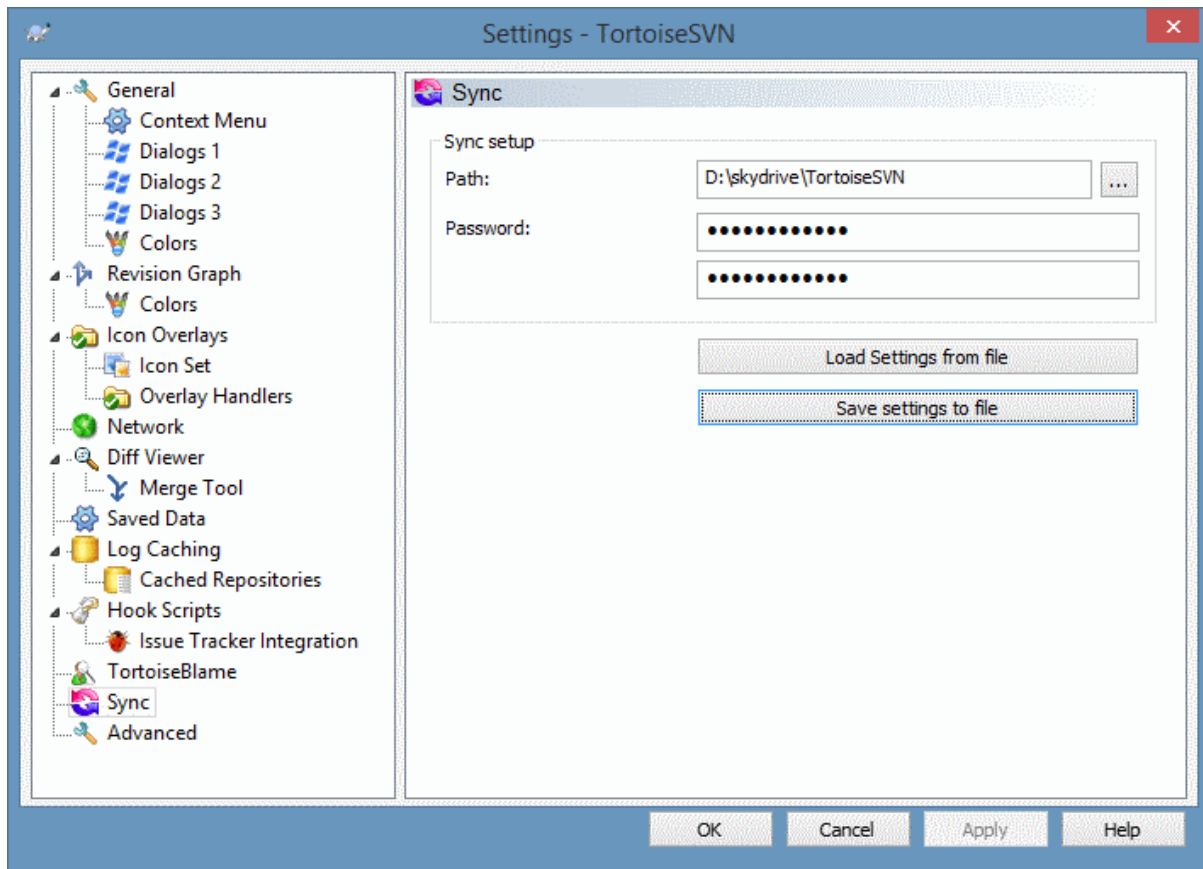 Settings - TortoiseSVN
General
Context Menu
Dialogs 1
Dialogs 2
Dialogs 3
Colors
Revision Graph
Colors
Icon Overlays
Icon Set
Overlay Handlers
Network
Diff Viewer
Merge Tool
Saved Data
Log Caching
Cached Repositories
Hook Scripts
Issue Tracker Integration
TortoiseBlame
Sync
Advanced
Sync
Sync setup
Path:
D:\skydrive\TortoiseSVN
...
Password:
●●●●●●●●●●●●
●●●●●●●●●●●●
Load Settings from file
Save settings to file
OK Cancel Apply Help